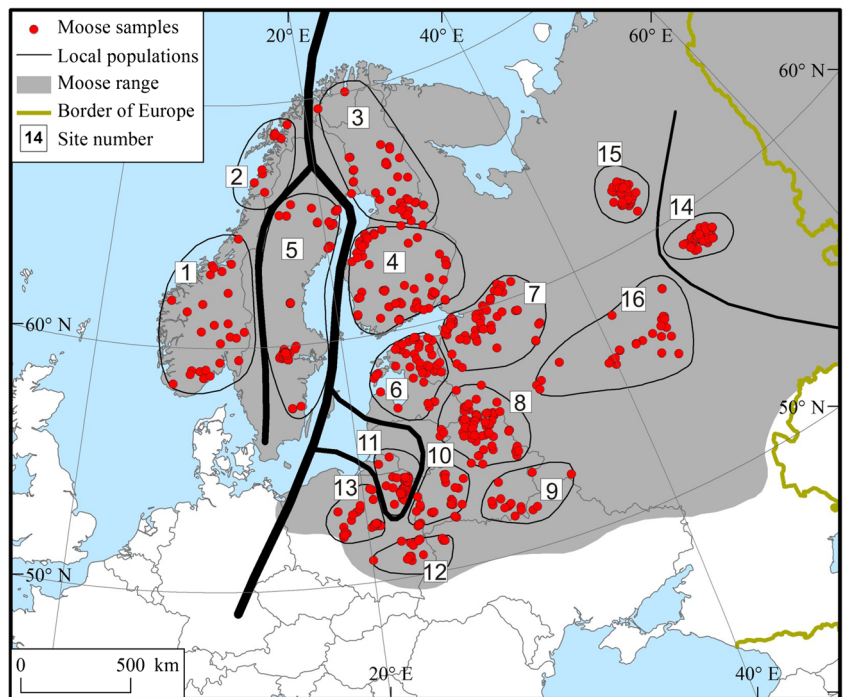 Moose samples
Local populations
Moose range
Border of Europe
14 Site number
20° E
40° E
60° E
60° N
3
15
2
14
5
1
4
16
7
60° N
6
8
50° N
11
10
13
9
12
50° N
0 500 km
20° E
40° E